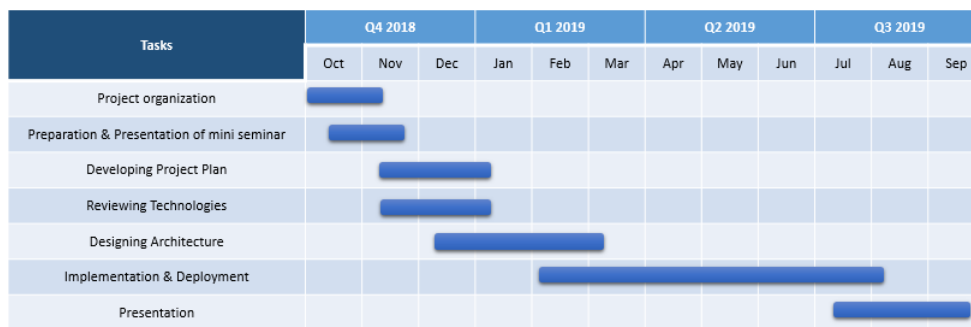 Tasks
Q4 2018 Q1 2019 Q2 2019 Q3 2019
Oct Nov Dec Jan Feb Mar Apr May Jun Jul Aug Sep
Project organization
Preparation & Presentation of mini seminar
Developing Project Plan
Reviewing Technologies
Designing Architecture
Implementation & Deployment
Presentation